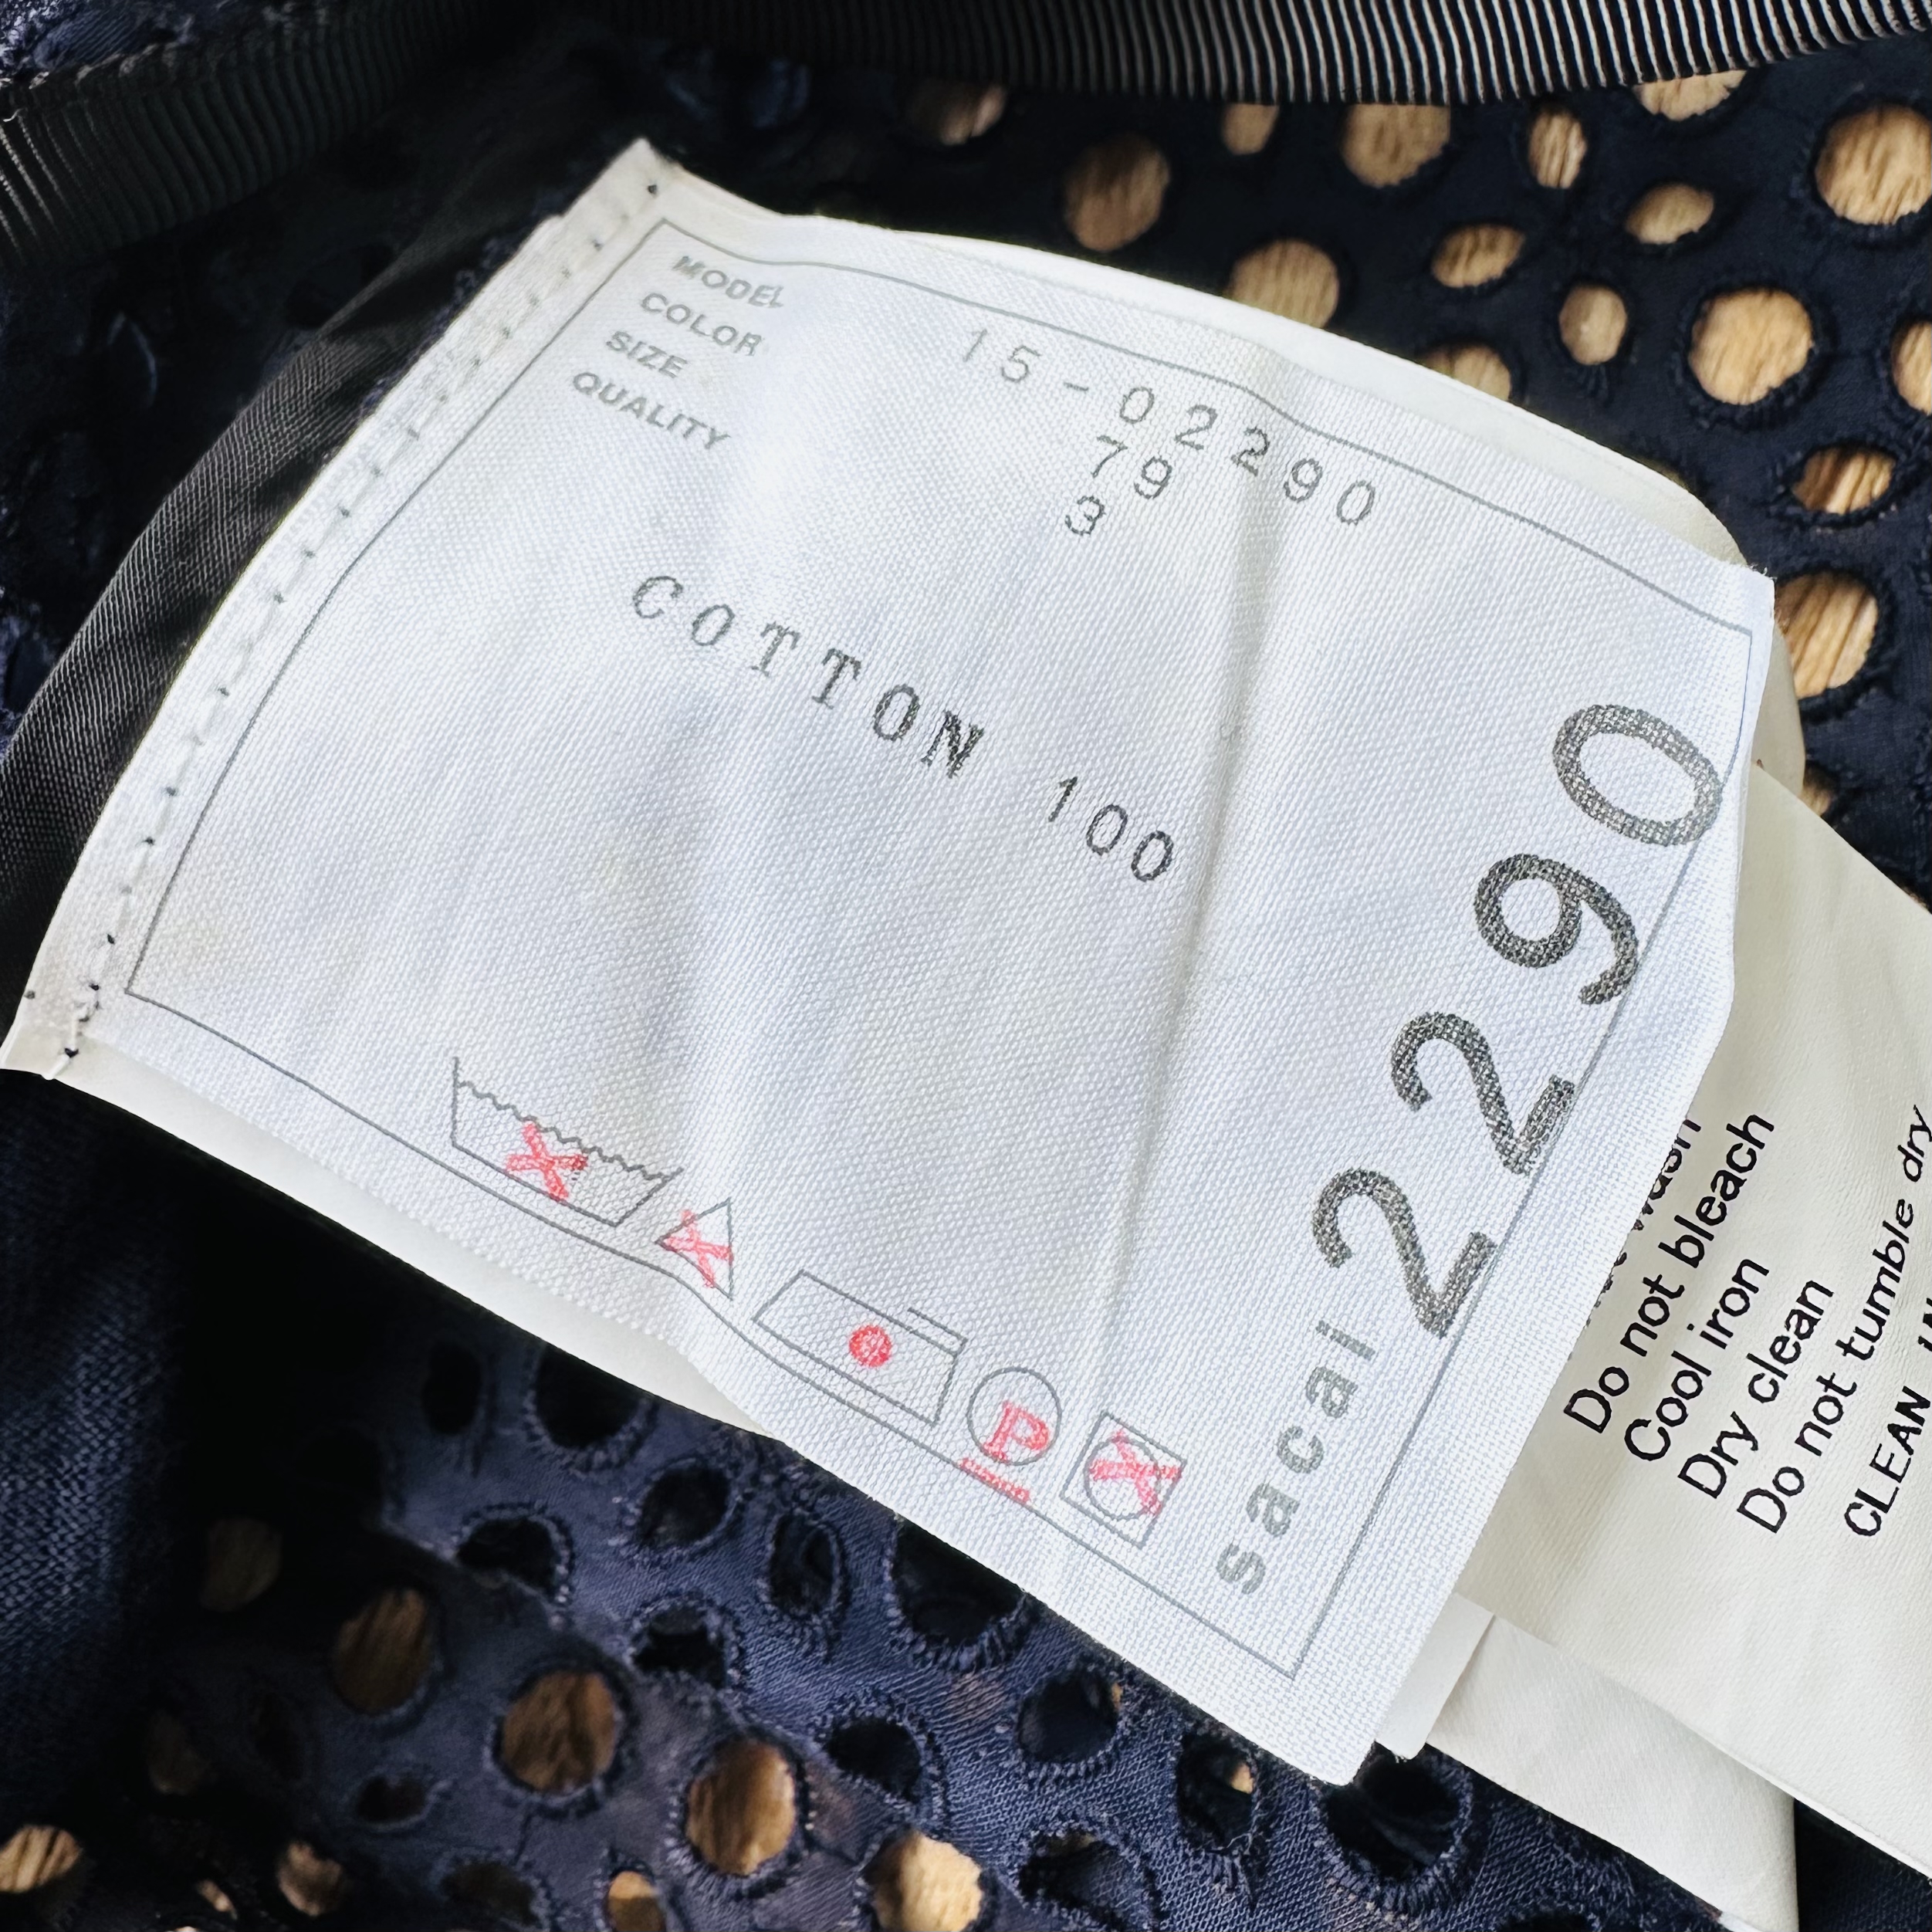 MODEL 15-02290
COLOR 79
SIZE 3
QUALITY
COTTON 100
P
sacai 2290
Do not bleach
Cool iron
Dry clean
Do not tumble dry
CLEAN